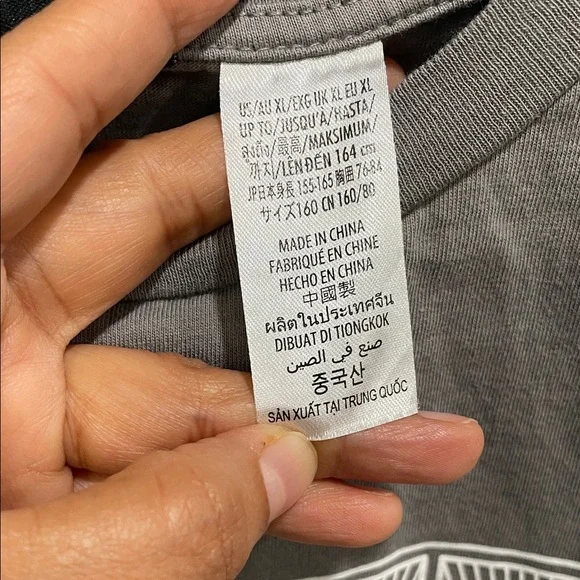 US/AU XL/EXG UK XL EU XL
UP TO/JUSQU'À/HASTA/
สูงถึง/最高/MAKSIMUM/
까지/LÊN ĐẾN 164 cm
JP日本身長 155-165 胸囲 76-84
サイズ160 CN 160/80
MADE IN CHINA
FABRIQUÉ EN CHINE
HECHO EN CHINA
中國製
ผลิตในประเทศจีน
DIBUAT DI TIONGKOK
صنع في الصين
중국산
SẢN XUẤT TẠI TRUNG QUỐC